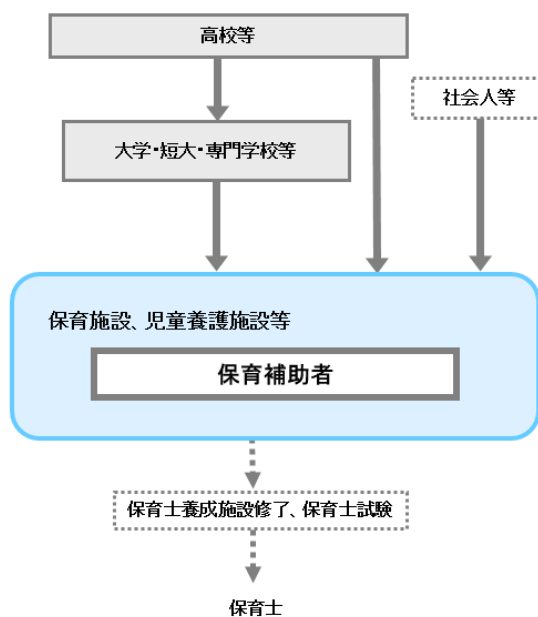 高校等
社会人等
大学・短大・専門学校等
保育施設、児童養護施設等
保育補助者
保育士養成施設修了、保育士試験
保育士